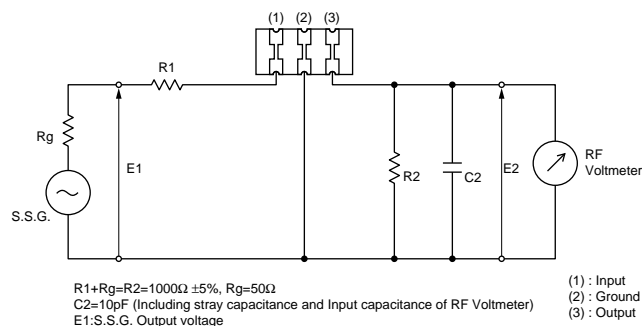 (1) (2) (3)
R1
Rg
E1
S.S.G.
R2
C2
E2
RF
Voltmeter
R1+Rg=R2=1000Ω ±5%, Rg=50Ω
C2=10pF (Including stray capacitance and Input capacitance of RF Voltmeter)
E1:S.S.G. Output voltage
(1) : Input
(2) : Ground
(3) : Output